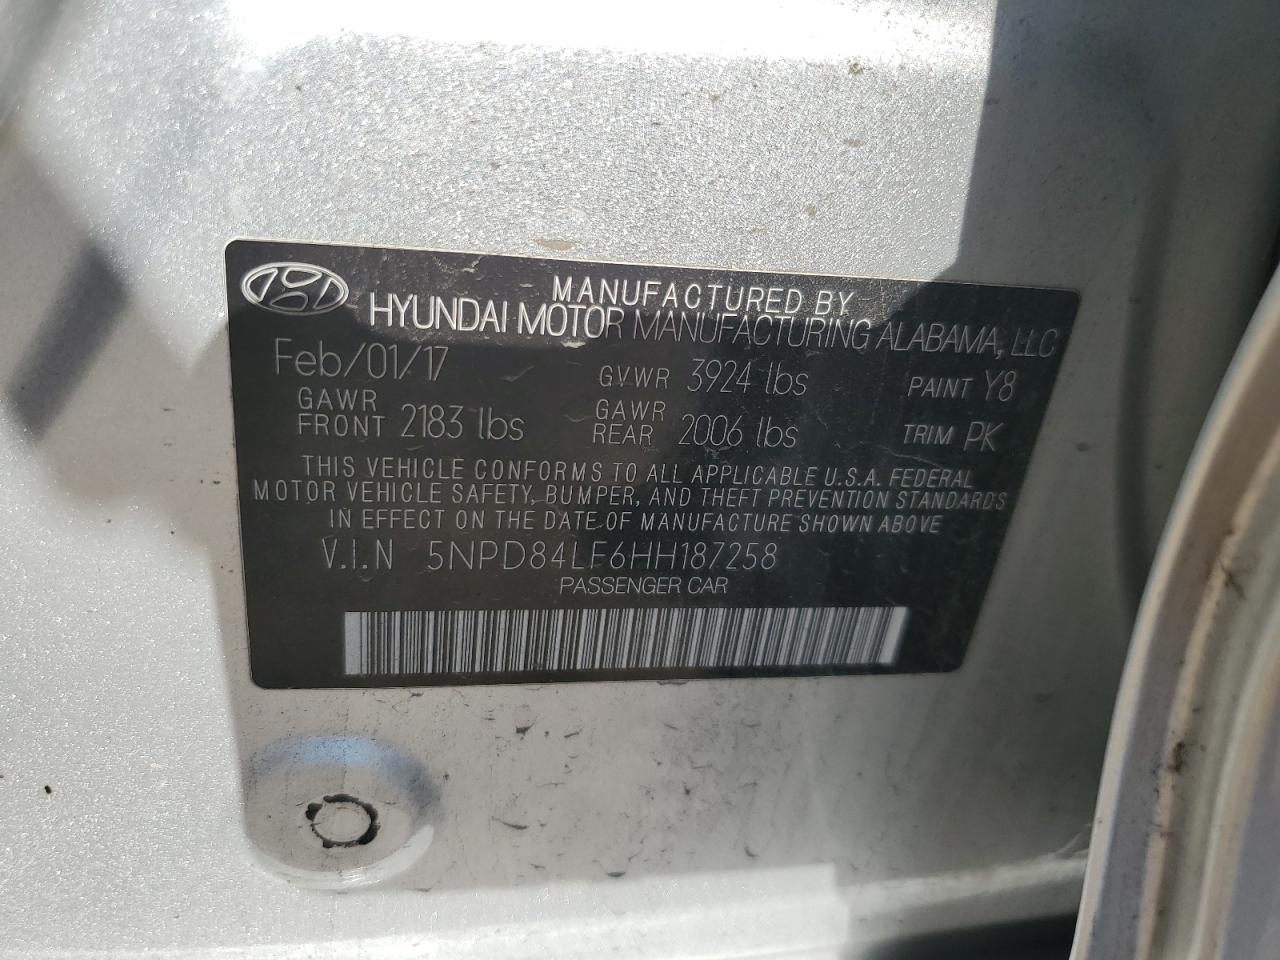 MANUFACTURED BY
HYUNDAI MOTOR MANUFACTURING ALABAMA, LLC
Feb/01/17 GVWR 3924 lbs PAINT Y8
GAWR FRONT 2183 lbs GAWR REAR 2006 lbs TRIM PK
THIS VEHICLE CONFORMS TO ALL APPLICABLE U.S.A. FEDERAL
MOTOR VEHICLE SAFETY, BUMPER, AND THEFT PREVENTION STANDARDS
IN EFFECT ON THE DATE OF MANUFACTURE SHOWN ABOVE
V.I.N 5NPD84LF6HH187258
PASSENGER CAR